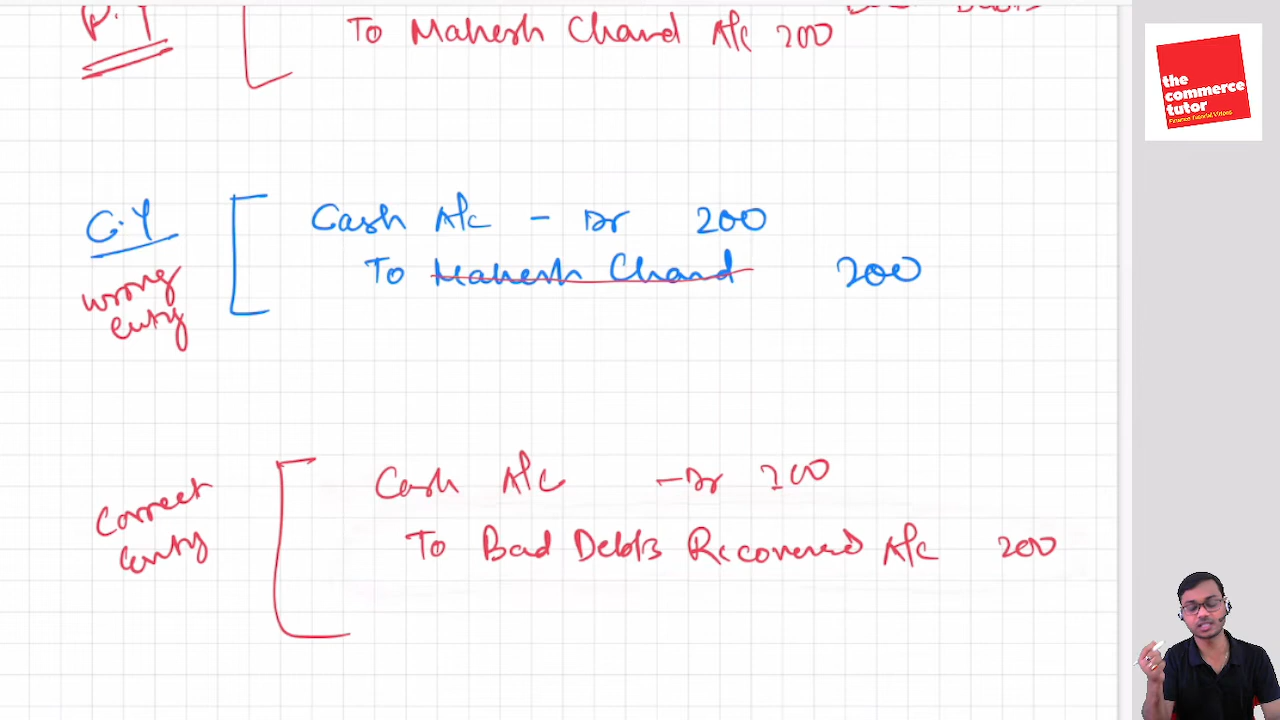 P.Y
To Mahesh Chand A/c 200
C.Y
Cash A/c - Dr 200
To Mahesh Chand 200
wrong
entry
Correct
entry
Cash A/c - Dr 200
To Bad Debts Recovered A/c 200
the
commerce
tutor